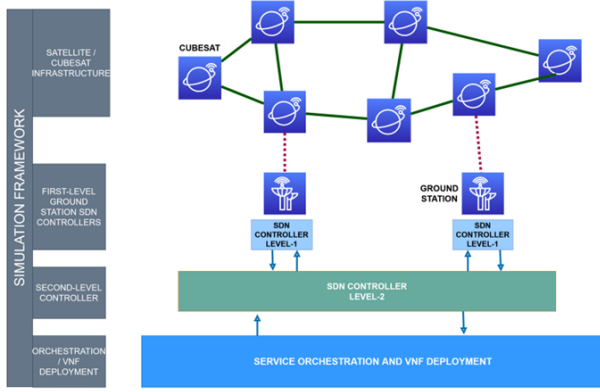 SIMULATION FRAMEWORK
SATELLITE /
CUBESAT
INFRASTRUCTURE
CUBESAT
FIRST-LEVEL
GROUND
STATION SDN
CONTROLLERS
GROUND
STATION
SDN
CONTROLLER
LEVEL-1
SDN
CONTROLLER
LEVEL-1
SECOND-LEVEL
CONTROLLER
SDN CONTROLLER
LEVEL-2
ORCHESTRATION
/ VNF
DEPLOYMENT
SERVICE ORCHESTRATION AND VNF DEPLOYMENT